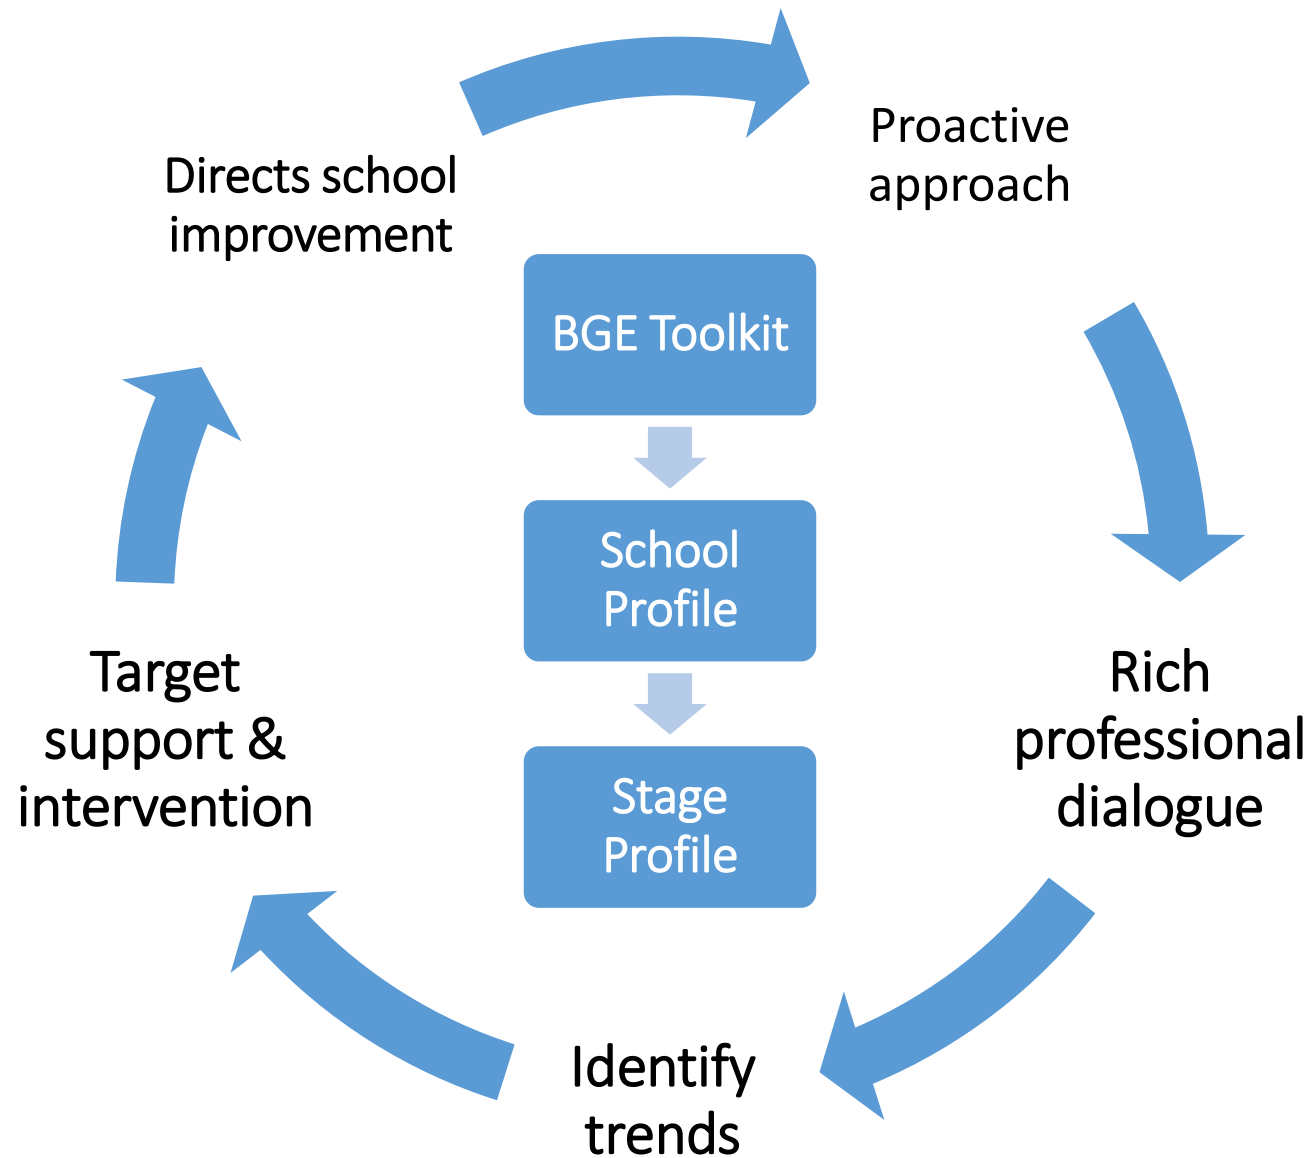 Directs school
improvement
Proactive
approach
BGE Toolkit
School
Profile
Stage
Profile
Rich
professional
dialogue
Identify
trends
Target
support &
intervention